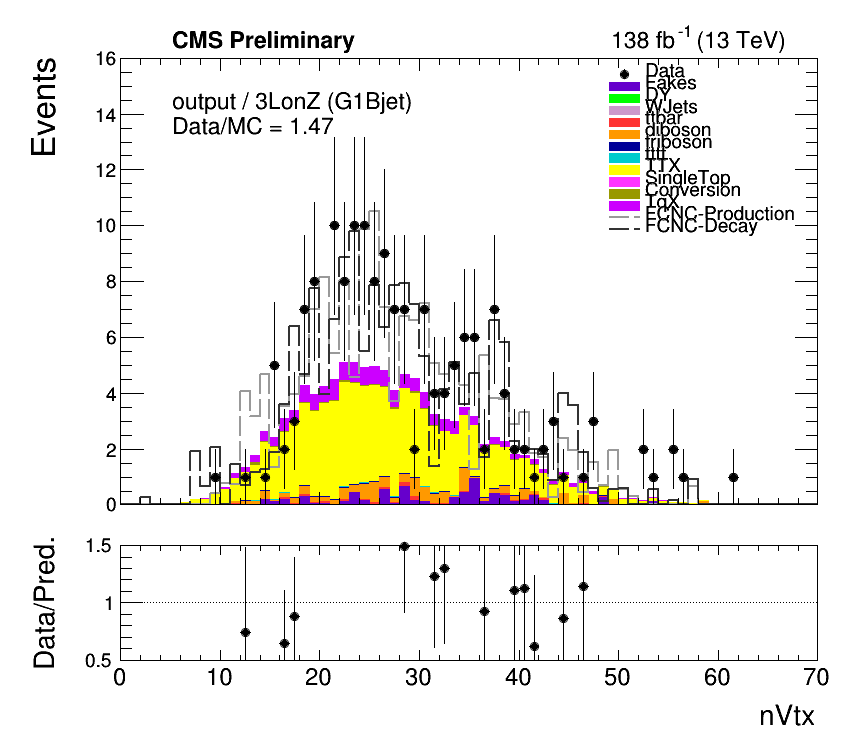 CMS Preliminary
138 fb-1 (13 TeV)
Events
16
14
12
10
8
6
4
2
0
output / 3LonZ (G1Bjet)
Data/MC = 1.47
Data
Fakes
DY
WJets
ttbar
diboson
triboson
tttt
TTX
SingleTop
Conversion
TqX
FCNC-Production
FCNC-Decay
Data/Pred.
1.5
1
0.5
0 10 20 30 40 50 60 70
nVtx